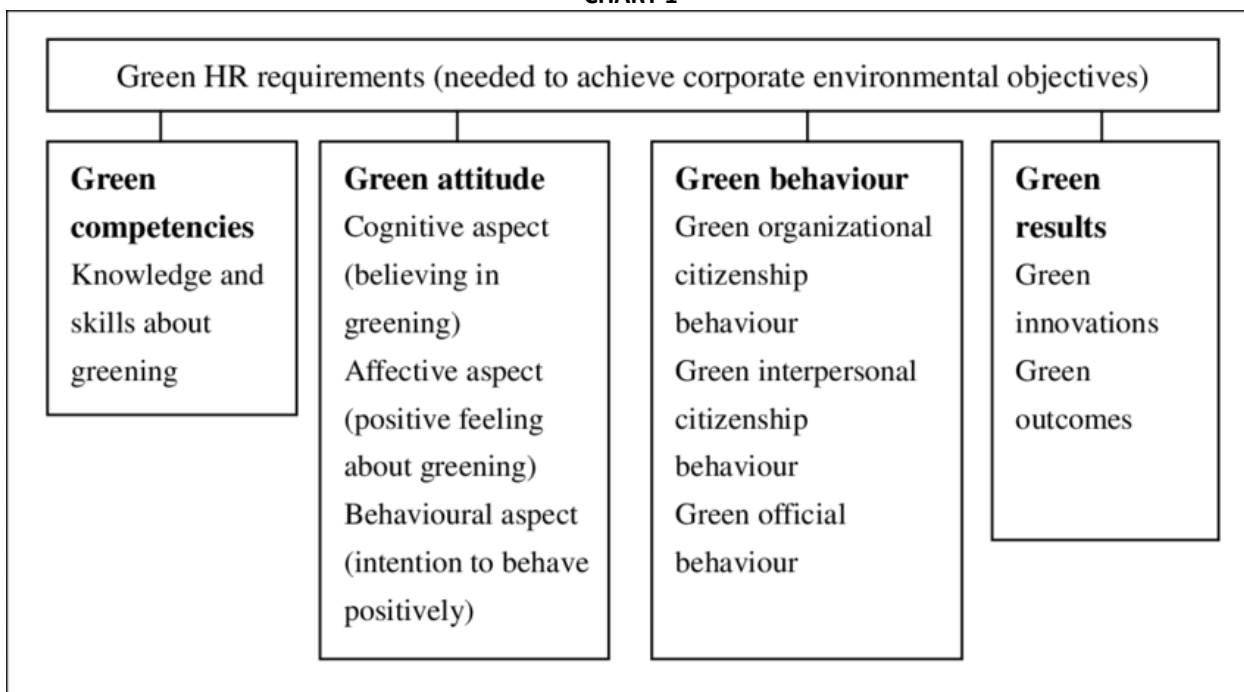 CHART 1
Green HR requirements (needed to achieve corporate environmental objectives)
Green
competencies
Knowledge and
skills about
greening
Green attitude
Cognitive aspect
(believing in
greening)
Affective aspect
(positive feeling
about greening)
Behavioural aspect
(intention to behave
positively)
Green behaviour
Green organizational
citizenship
behaviour
Green interpersonal
citizenship
behaviour
Green official
behaviour
Green
results
Green
innovations
Green
outcomes